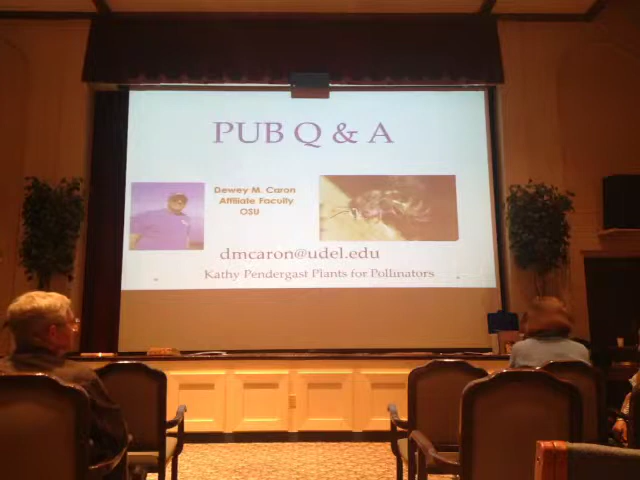 PUB Q & A
Dewey M. Caron
Affiliate Faculty
OSU
dmcaron@udel.edu
Kathy Pendergast Plants for Pollinators